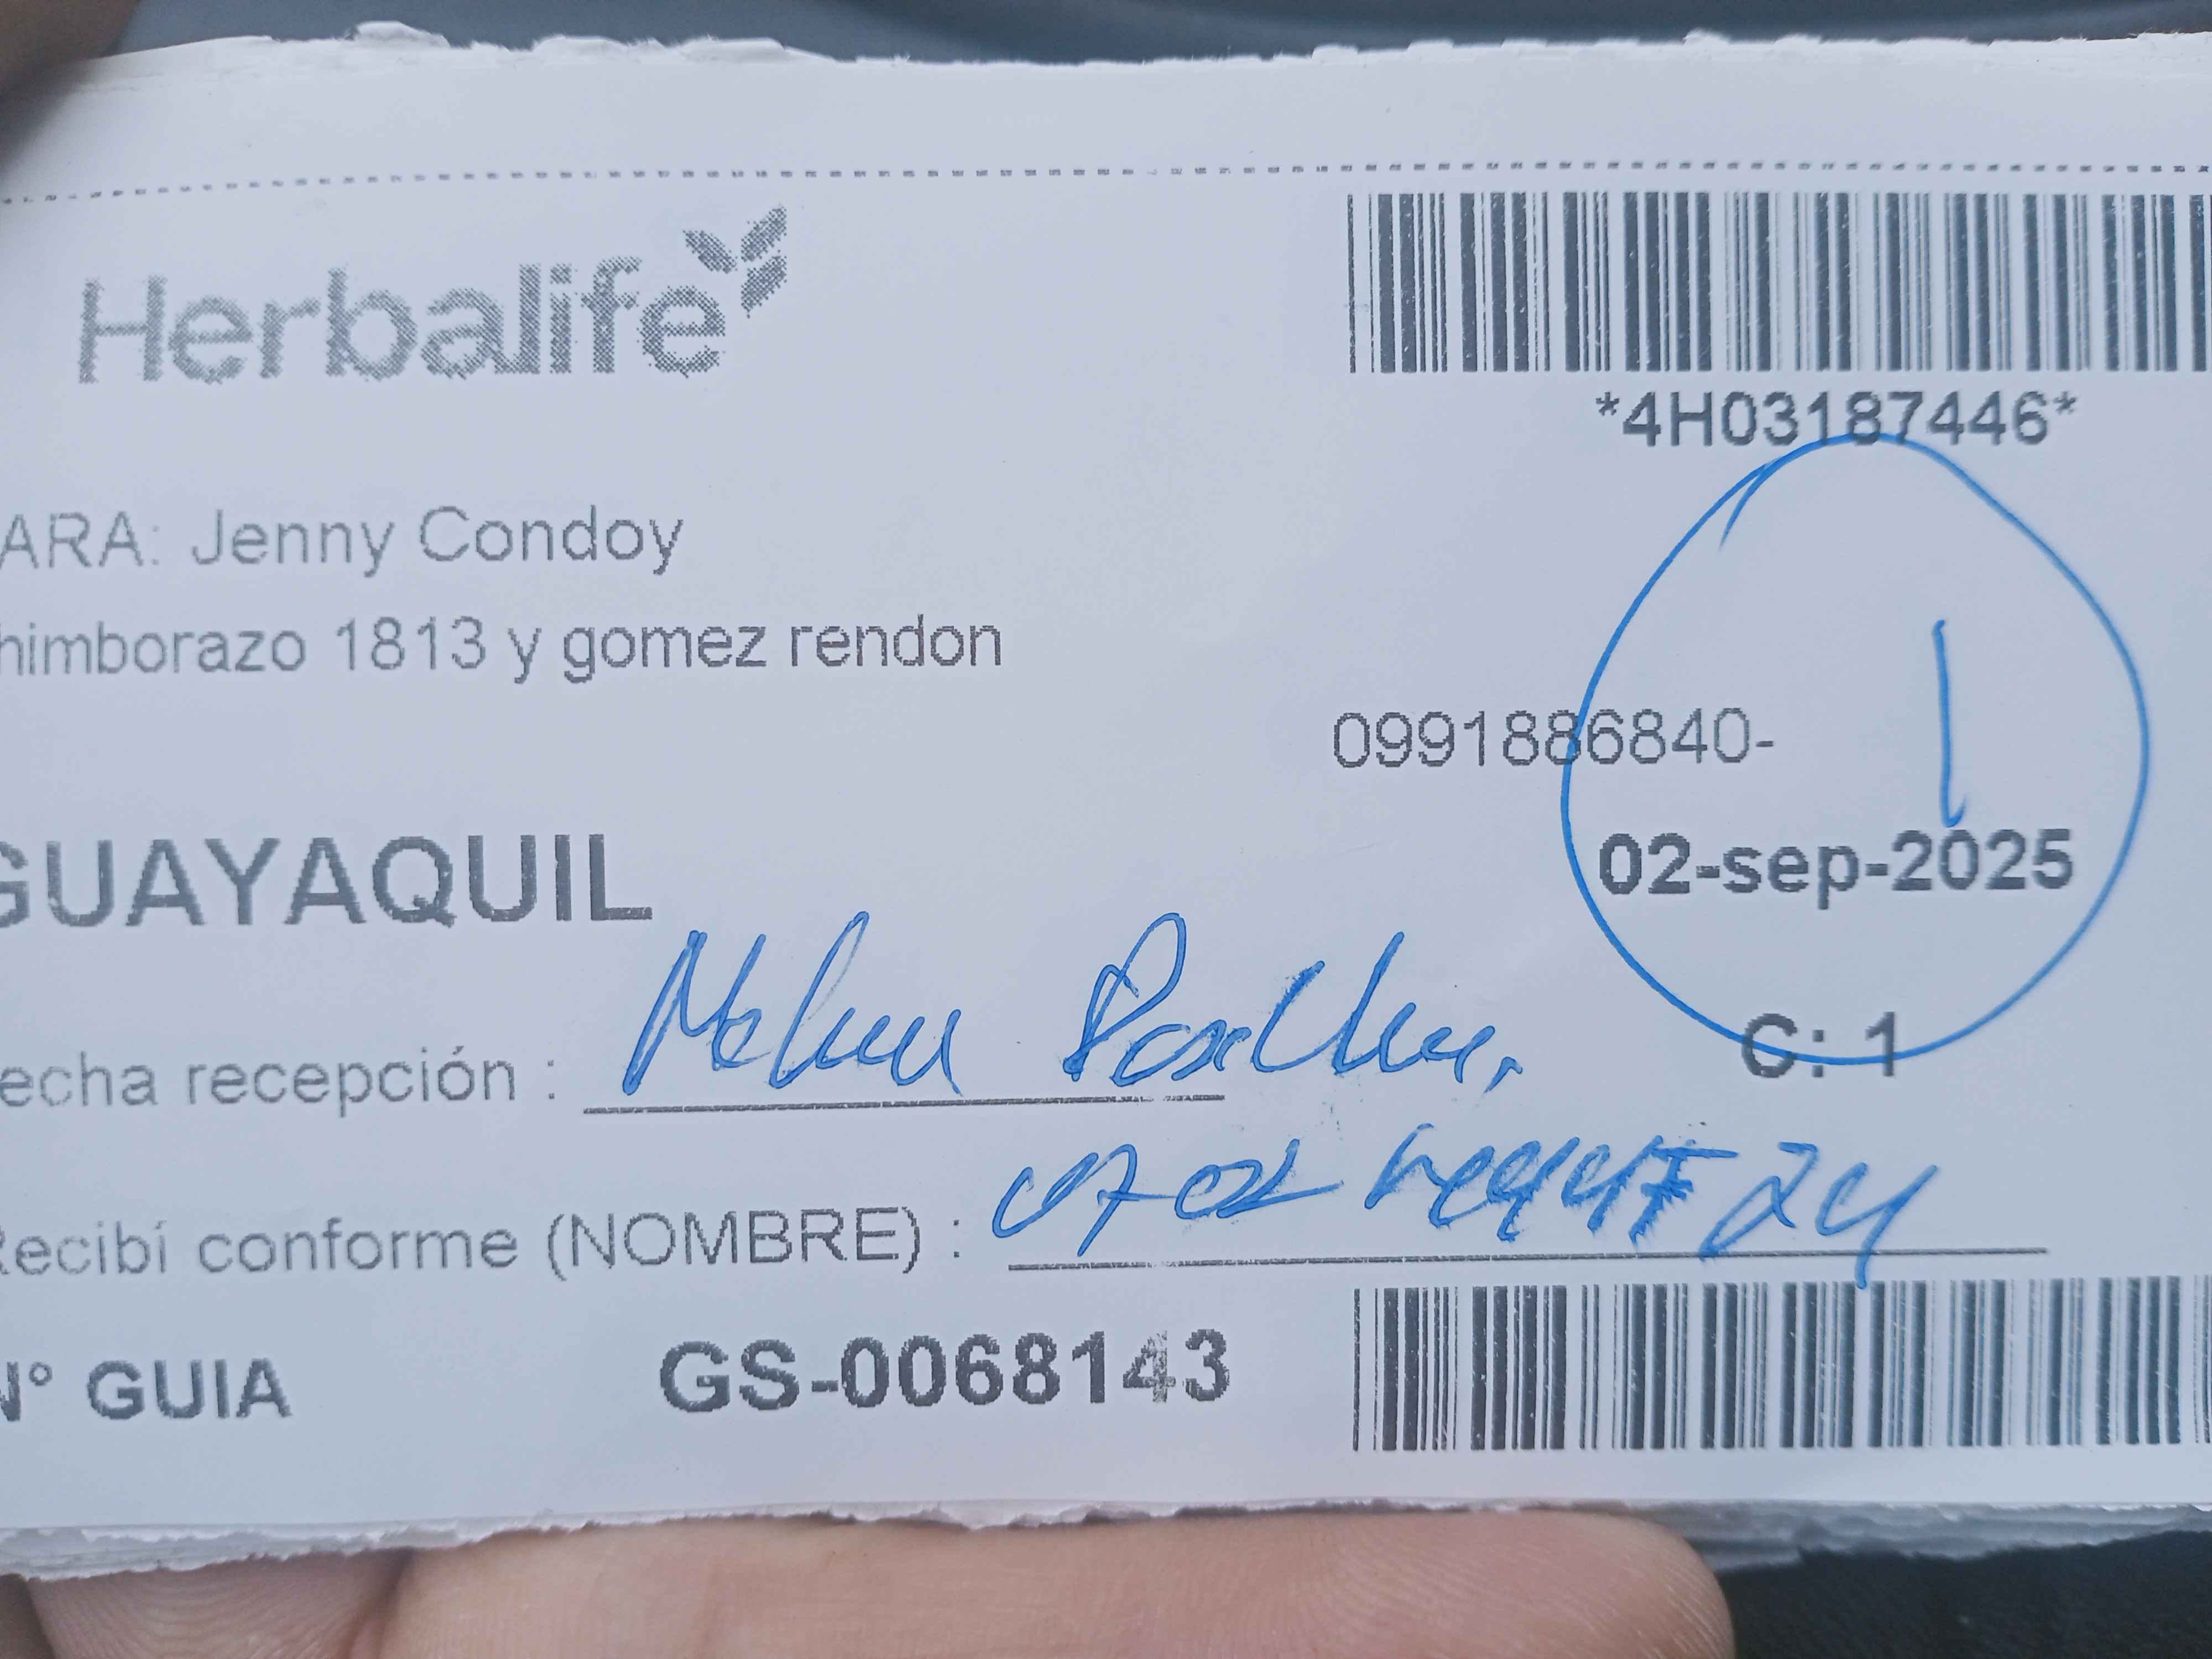 Herbalife
*4H03187446*
ARA: Jenny Condoy
himborazo 1813 y gomez rendon
0991886840-
1
GUAYAQUIL
02-sep-2025
C: 1
echa recepción :
Recibí conforme (NOMBRE) :
N° GUIA GS-0068143